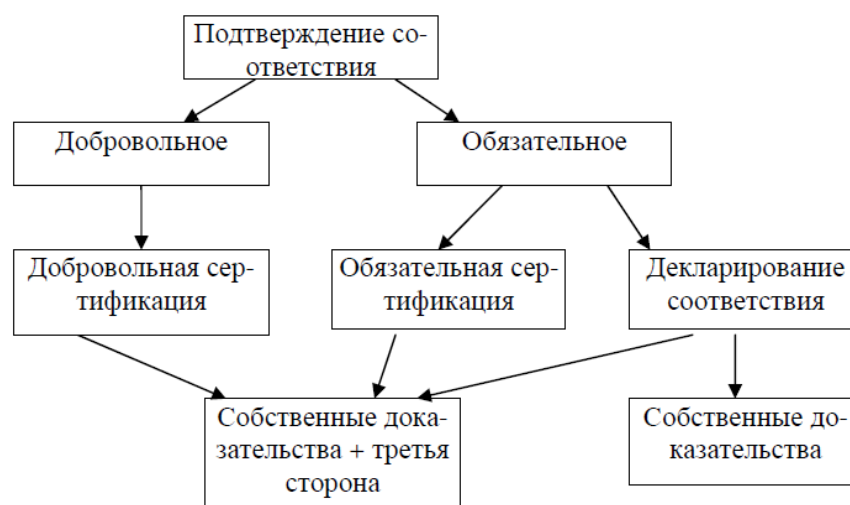 Подтверждение со-
ответствия
Добровольное
Обязательное
Добровольная сер-
тификация
Обязательная сер-
тификация
Декларирование
соответствия
Собственные дока-
зательства + третья
сторона
Собственные до-
казательства